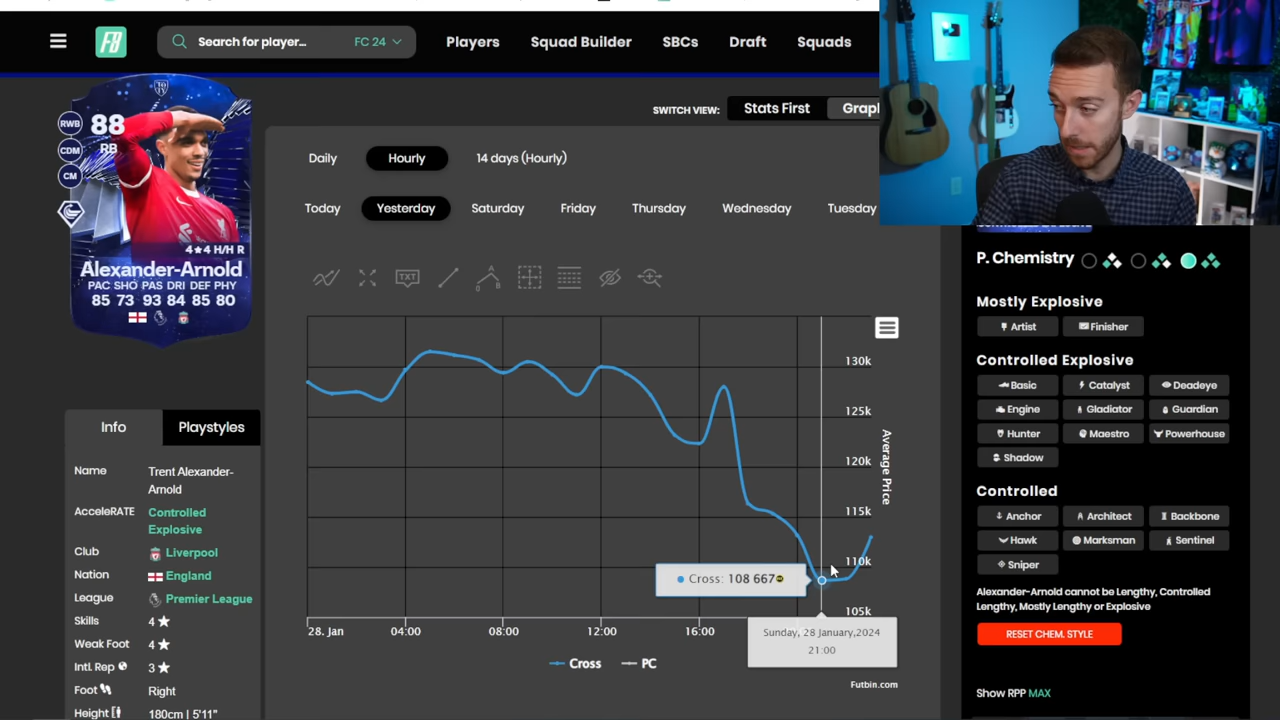 FB
Search for player... FC 24
Players
Squad Builder
SBCs
Draft
Squads
SWITCH VIEW: Stats First Graph
88
RB
RWB
CDM
CM
4★4 H/H R
Alexander-Arnold
PAC SHO PAS DRI DEF PHY
85 73 93 84 85 80
Daily Hourly 14 days (Hourly)
Today Yesterday Saturday Friday Thursday Wednesday Tuesday
TXT
130k
125k
120k
115k
110k
105k
Average Price
Cross: 108 667
28. Jan 04:00 08:00 12:00 16:00
Sunday, 28 January,2024
21:00
Cross PC
Futbin.com
Info Playstyles
Name Trent Alexander-
Arnold
AcceleRATE Controlled
Explosive
Club Liverpool
Nation England
League Premier League
Skills 4★
Weak Foot 4★
Intl. Rep 3★
Foot Right
Height 180cm | 5'11"
P. Chemistry
Mostly Explosive
Artist Finisher
Controlled Explosive
Basic Catalyst Deadeye
Engine Gladiator Guardian
Hunter Maestro Powerhouse
Shadow
Controlled
Anchor Architect Backbone
Hawk Marksman Sentinel
Sniper
Alexander-Arnold cannot be Lengthy, Controlled
Lengthy, Mostly Lengthy or Explosive
RESET CHEM. STYLE
Show RPP MAX